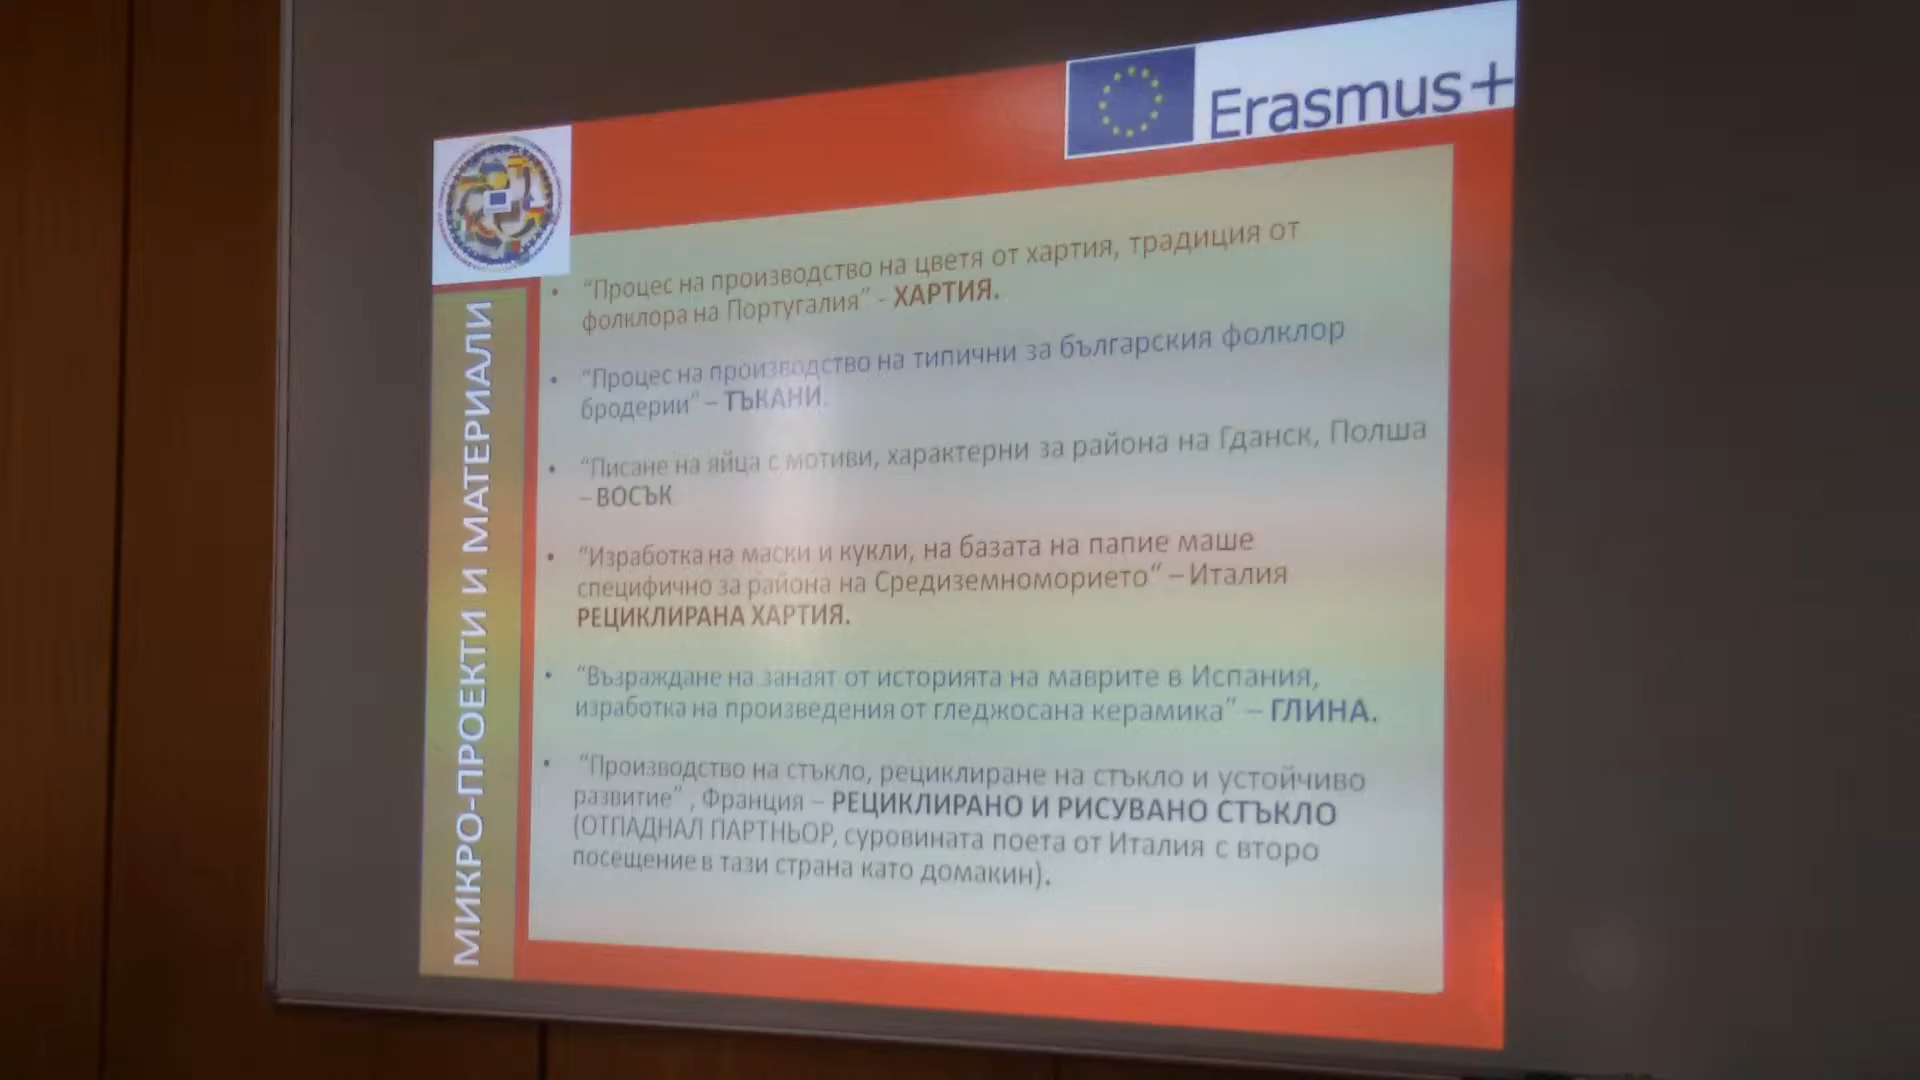 Erasmus+
МИКРО-ПРОЕКТИ И МАТЕРИАЛИ
• “Процес на производство на цветя от хартия, традиция от
фолклора на Португалия” - ХАРТИЯ.
• “Процес на производство на типични за българския фолклор
бродерии” – ТЪКАНИ.
• “Писане на яйца с мотиви, характерни за района на Гданск, Полша
– ВОСЪК
• “Изработка на маски и кукли, на базата на папие маше
специфично за района на Средиземноморието“ – Италия
РЕЦИКЛИРАНА ХАРТИЯ.
• “Възраждане на занаят от историята на маврите в Испания,
изработка на произведения от гледжосана керамика” – ГЛИНА.
• “Производство на стъкло, рециклиране на стъкло и устойчиво
развитие” , Франция – РЕЦИКЛИРАНО И РИСУВАНО СТЪКЛО
(ОТПАДНАЛ ПАРТНЬОР, суровината поета от Италия с второ
посещение в тази страна като домакин).